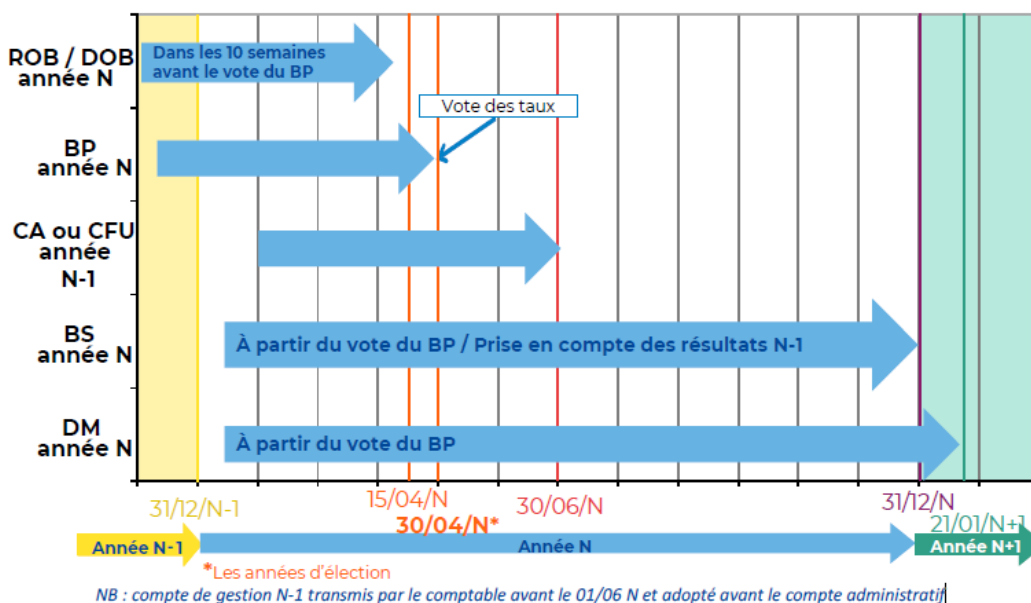 ROB / DOB
année N
Dans les 10 semaines
avant le vote du BP
Vote des taux
BP
année N
CA ou CFU
année
N-1
BS
année N
À partir du vote du BP / Prise en compte des résultats N-1
DM
année N
À partir du vote du BP
31/12/N-1
15/04/N
30/04/N*
30/06/N
31/12/N
21/01/N+1
Année N-1
Année N
Année N+1
*Les années d'élection
NB : compte de gestion N-1 transmis par le comptable avant le 01/06 N et adopté avant le compte administratif